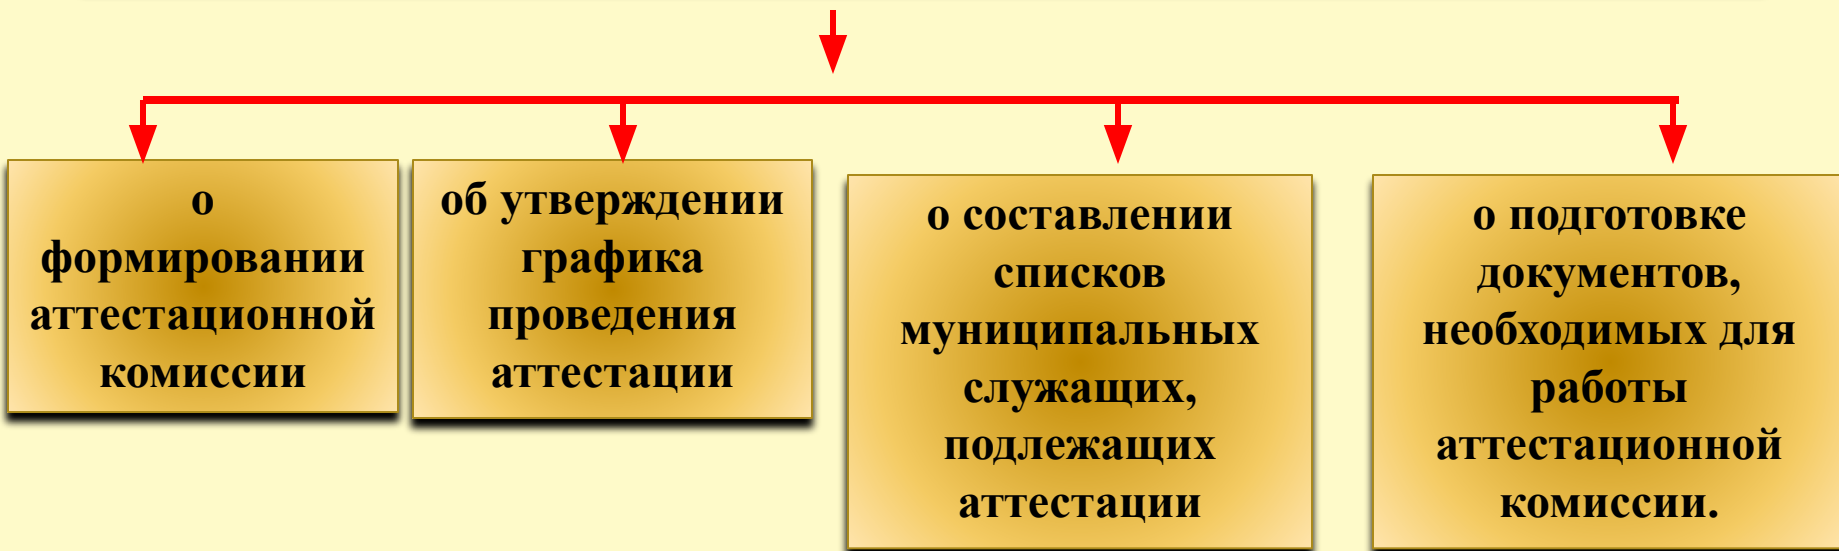 о
формировании
аттестационной
комиссии
об утверждении
графика
проведения
аттестации
о составлении
списков
муниципальных
служащих,
подлежащих
аттестации
о подготовке
документов,
необходимых для
работы
аттестационной
комиссии.